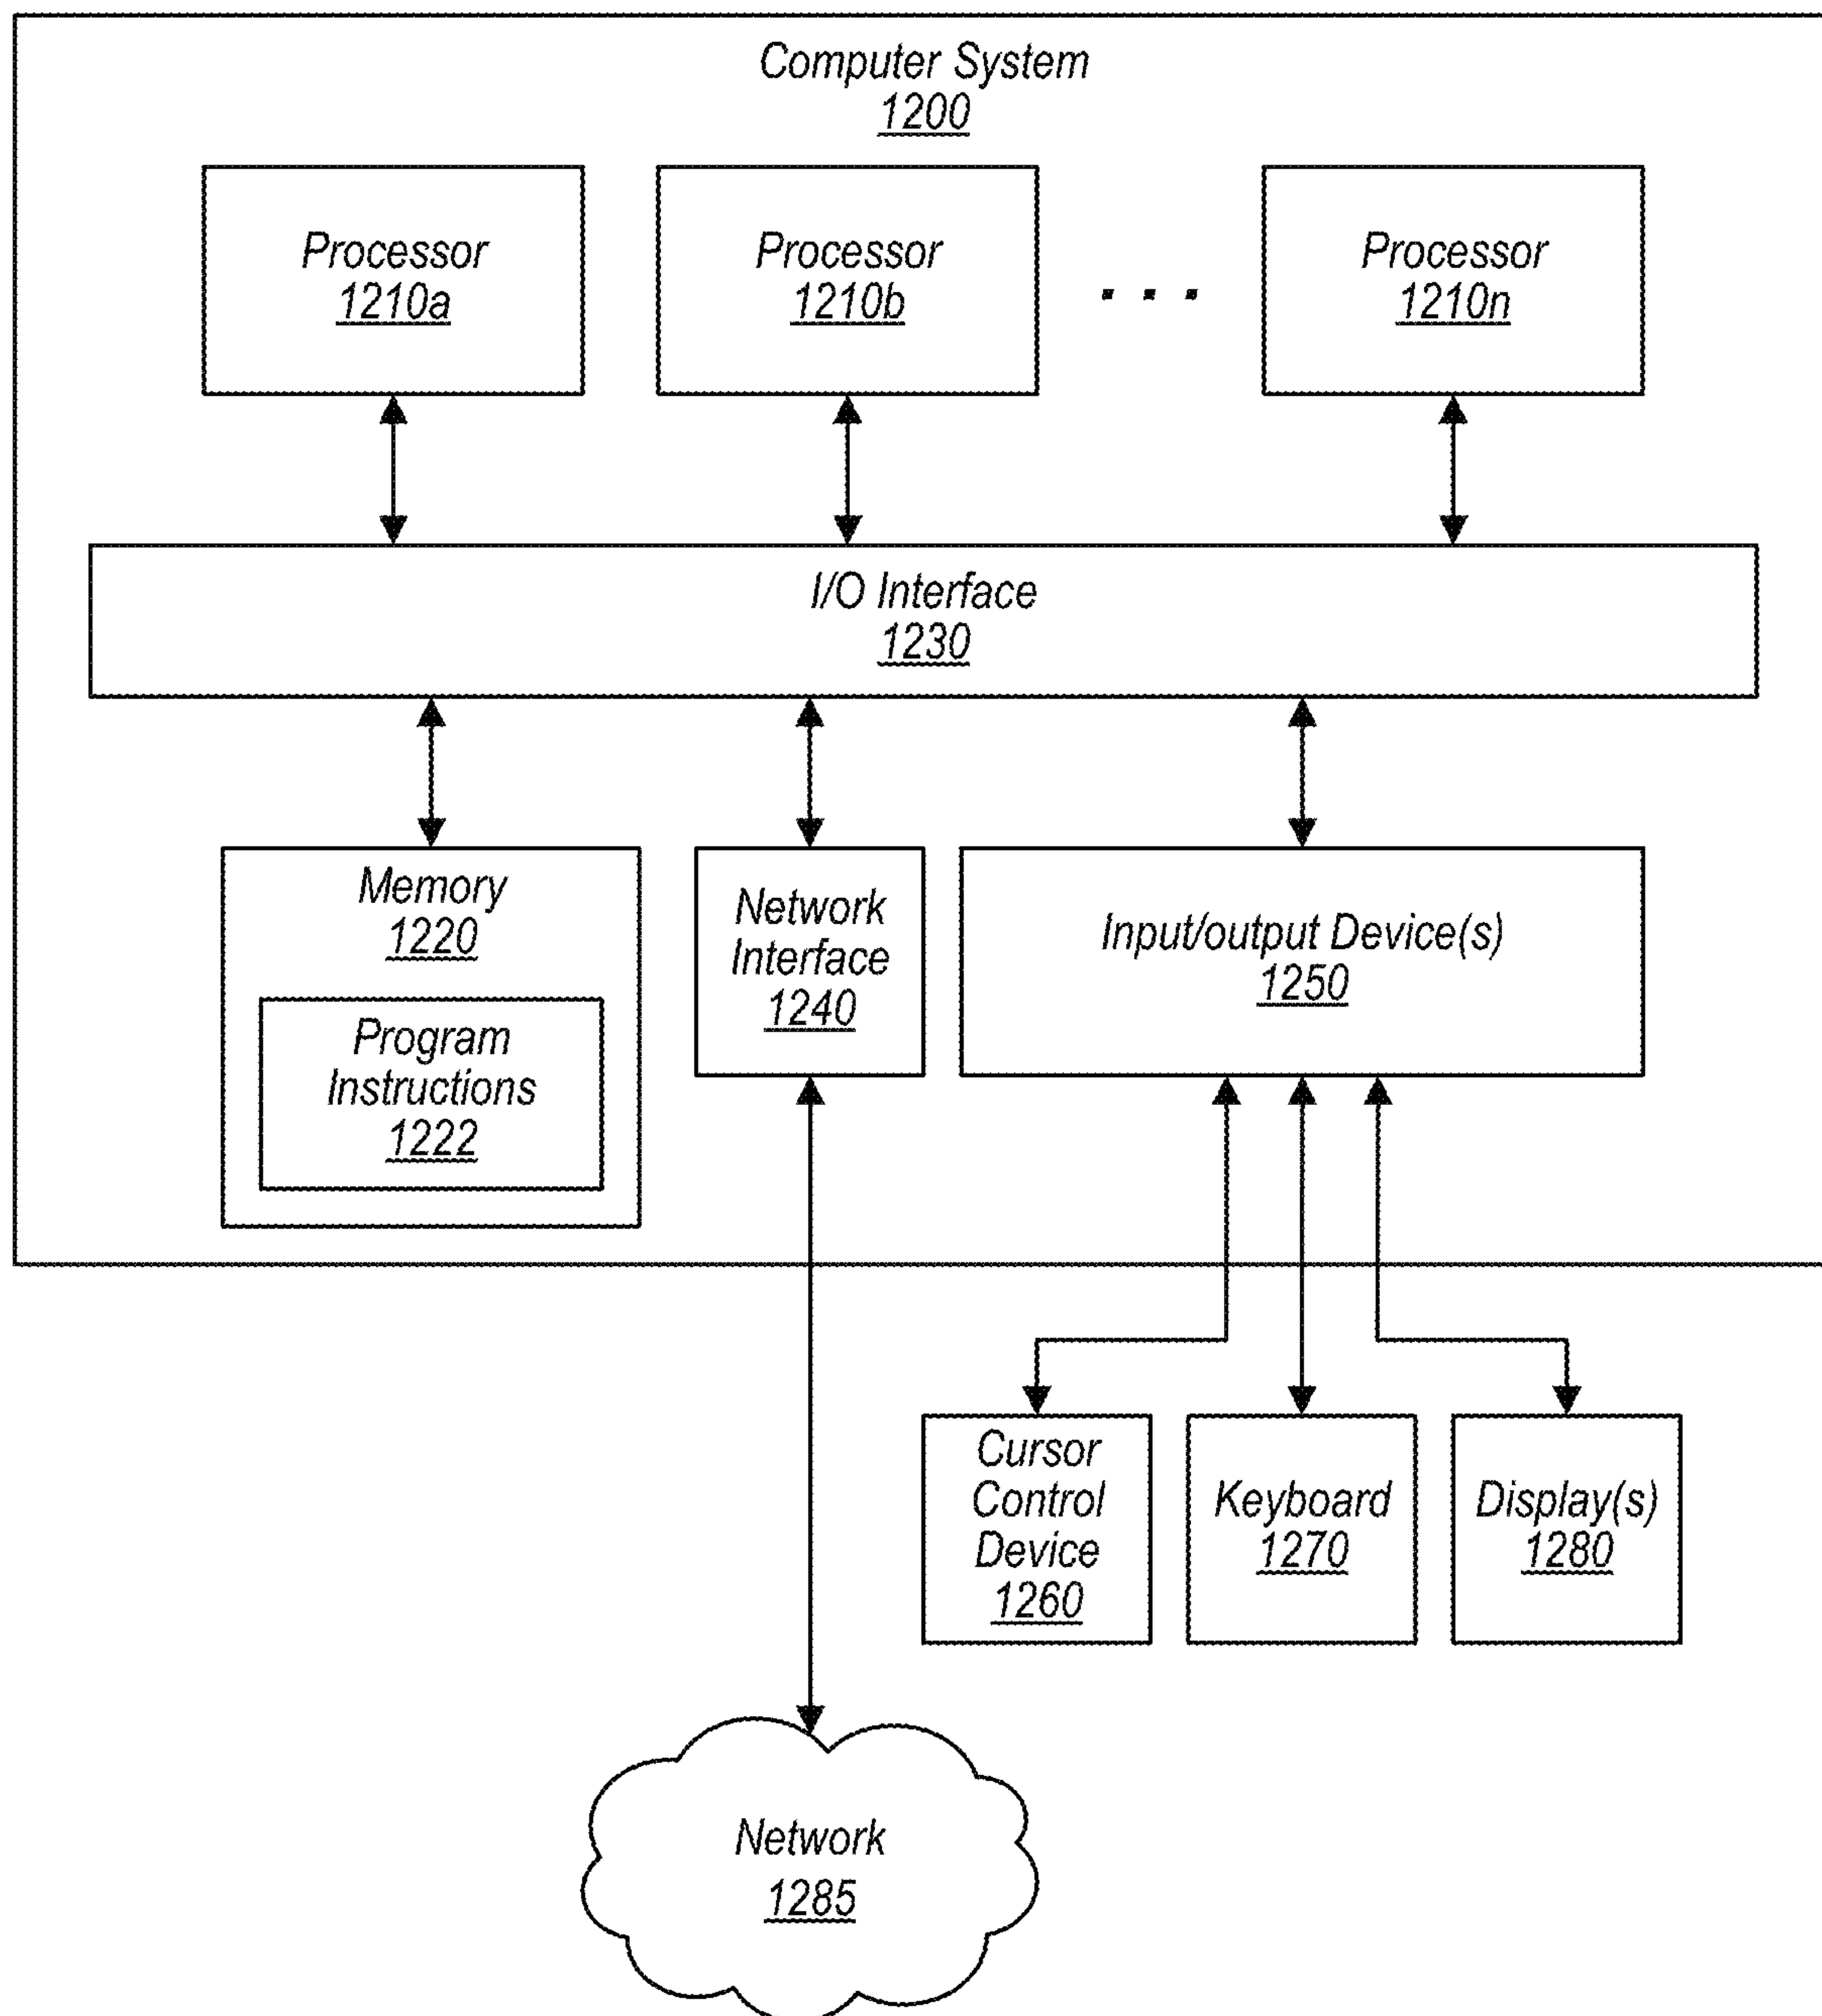 Computer System
1200
Processor
1210a
Processor
1210b
. . .
Processor
1210n
I/O Interface
1230
Memory
1220
Program
Instructions
1222
Network
Interface
1240
Input/output Device(s)
1250
Cursor
Control
Device
1260
Keyboard
1270
Display(s)
1280
Network
1285